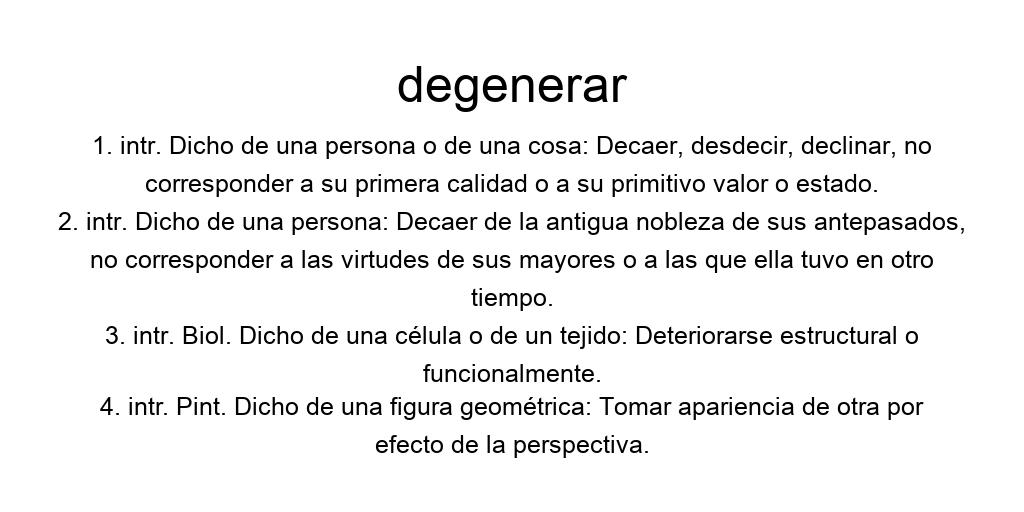 degenerar
1. intr. Dicho de una persona o de una cosa: Decaer, desdecir, declinar, no
corresponder a su primera calidad o a su primitivo valor o estado.
2. intr. Dicho de una persona: Decaer de la antigua nobleza de sus antepasados,
no corresponder a las virtudes de sus mayores o a las que ella tuvo en otro
tiempo.
3. intr. Biol. Dicho de una célula o de un tejido: Deteriorarse estructural o
funcionalmente.
4. intr. Pint. Dicho de una figura geométrica: Tomar apariencia de otra por
efecto de la perspectiva.